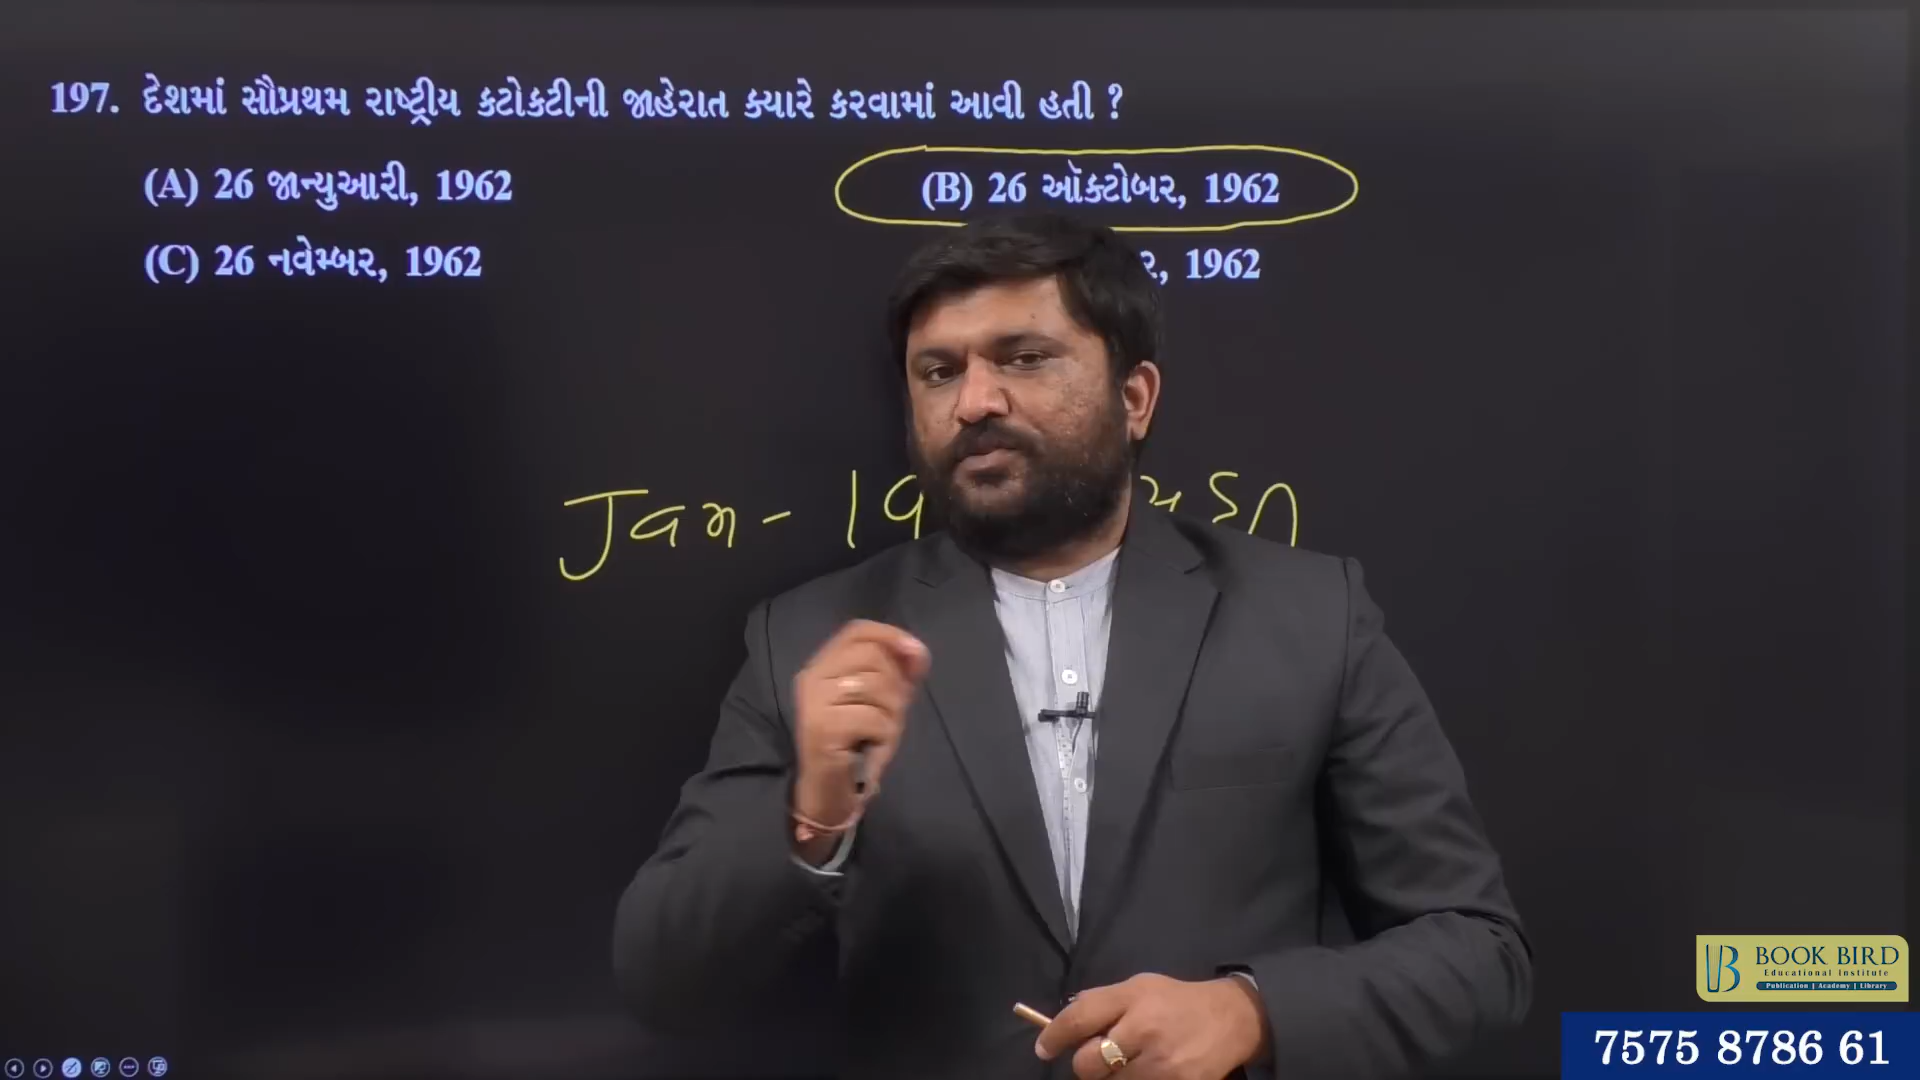 197. દેશમાં સૌપ્રથમ રાષ્ટ્રીય કટોકટીની જાહેરાત ક્યારે કરવામાં આવી હતી ?
(A) 26 જાન્યુઆરી, 1962
(B) 26 ઑક્ટોબર, 1962
(C) 26 નવેમ્બર, 1962
1962
Jan - 19
BOOK BIRD
Educational Institute
Publication | Academy | Library
7575 8786 61